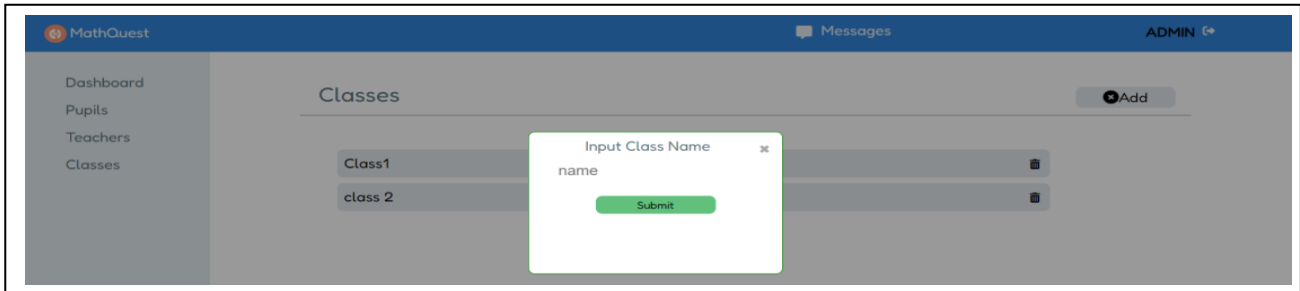 MathQuest
Messages
ADMIN
Dashboard
Pupils
Teachers
Classes
Classes
Add
Class1
class 2
Input Class Name
name
Submit